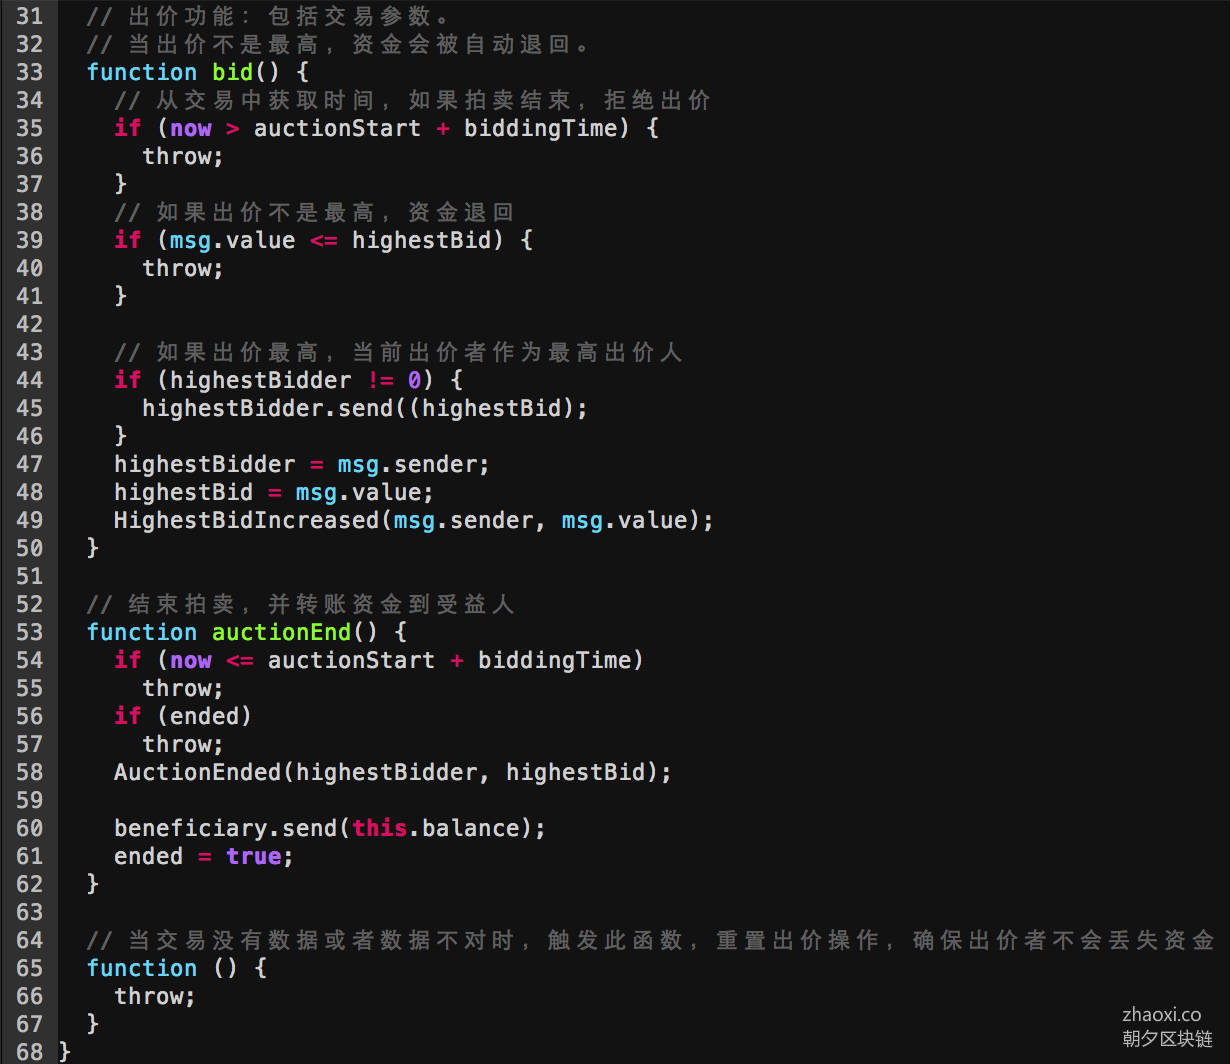 31 // 出价功能：包括交易参数。
32 // 当出价不是最高，资金会被自动退回。
33 function bid() {
34 // 从交易中获取时间，如果拍卖结束，拒绝出价
35 if (now > auctionStart + biddingTime) {
36 throw;
37 }
38 // 如果出价不是最高，资金退回
39 if (msg.value <= highestBid) {
40 throw;
41 }
42
43 // 如果出价最高，当前出价者作为最高出价人
44 if (highestBidder != 0) {
45 highestBidder.send((highestBid);
46 }
47 highestBidder = msg.sender;
48 highestBid = msg.value;
49 HighestBidIncreased(msg.sender, msg.value);
50 }
51
52 // 结束拍卖，并转账资金到受益人
53 function auctionEnd() {
54 if (now <= auctionStart + biddingTime)
55 throw;
56 if (ended)
57 throw;
58 AuctionEnded(highestBidder, highestBid);
59
60 beneficiary.send(this.balance);
61 ended = true;
62 }
63
64 // 当交易没有数据或者数据不对时，触发此函数，重置出价操作，确保出价者不会丢失资金
65 function () {
66 throw;
67 }
68 }
zhaoxi.co
朝夕区块链